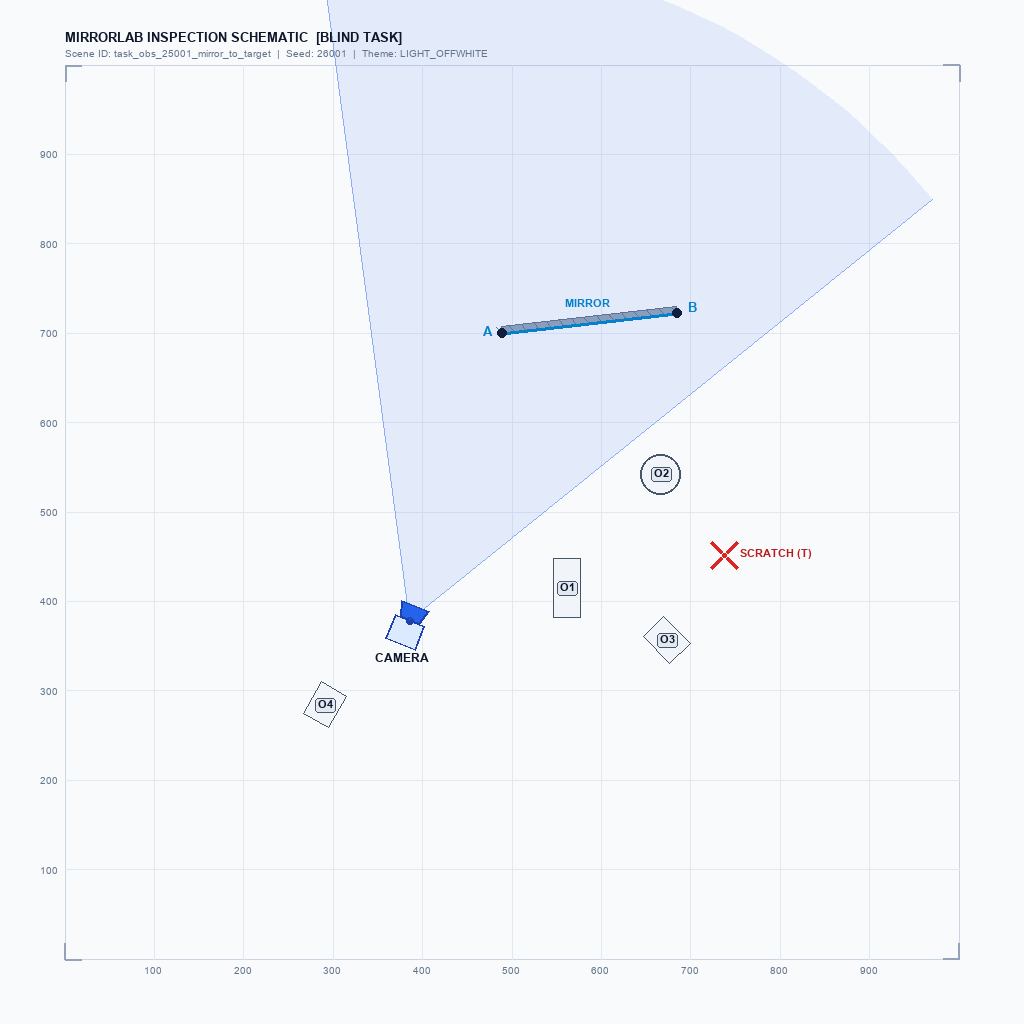 MIRRORLAB INSPECTION SCHEMATIC  [BLIND TASK]
Scene ID: task_obs_25001_mirror_to_target  |  Seed: 26001  |  Theme: LIGHT_OFFWHITE
900
800
MIRROR
B
A
700
600
O2
500
SCRATCH (T)
O1
400
O3
CAMERA
O4
300
200
100
100 200 300 400 500 600 700 800 900